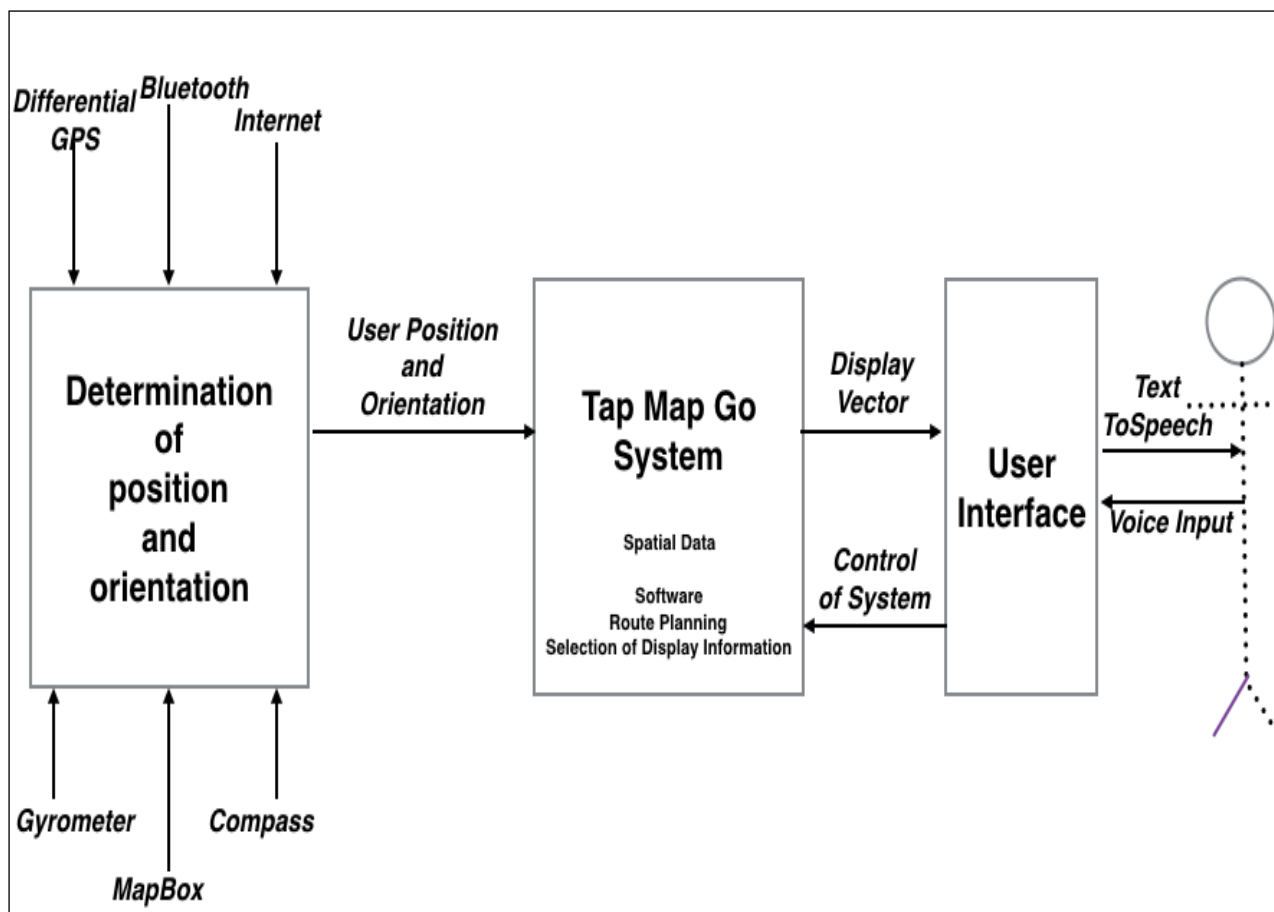 Differential
GPS
Bluetooth
Internet
Determination
of
position
and
orientation
User Position
and
Orientation
Tap Map Go
System
Spatial Data
Software
Route Planning
Selection of Display Information
Display
Vector
Control
of System
User
Interface
Text
ToSpeech
Voice Input
Gyrometer
MapBox
Compass